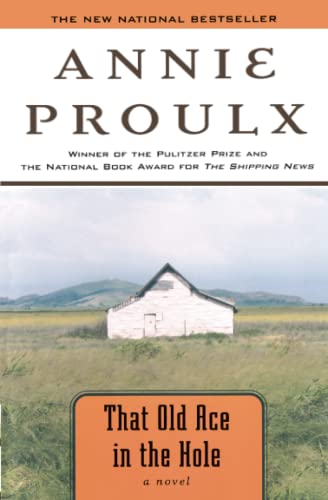 THE NEW NATIONAL BESTSELLER
ANNIE
PROULX
WINNER OF THE PULITZER PRIZE AND
THE NATIONAL BOOK AWARD FOR THE SHIPPING NEWS
That Old Ace
in the Hole
a novel